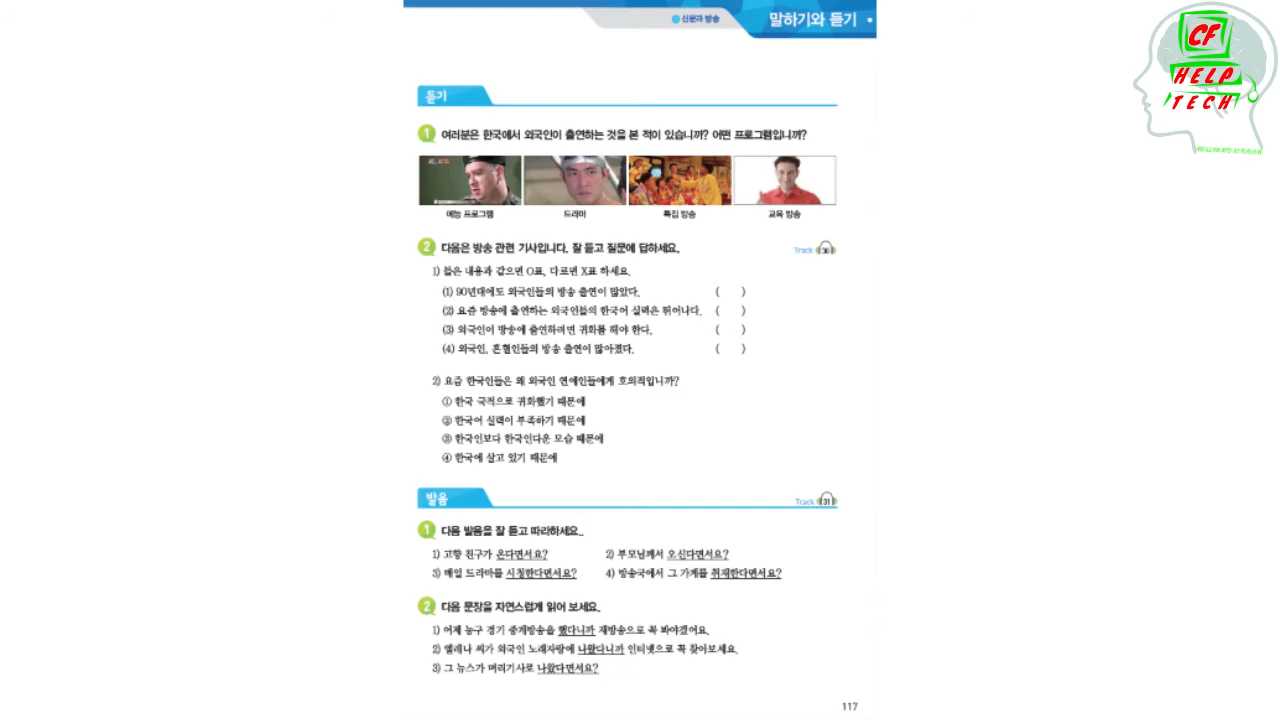 신문과 방송
말하기와 듣기 •
CF
HELP
TECH
듣기
1 여러분은 한국에서 외국인이 출연하는 것을 본 적이 있습니까? 어떤 프로그램입니까?
예능 프로그램 드라마 특집 방송 교육 방송
2 다음은 방송 관련 기사입니다. 잘 듣고 질문에 답하세요. Track 30
1) 들은 내용과 같으면 O표, 다르면 X표 하세요.
(1) 90년대에도 외국인들의 방송 출연이 많았다. ( )
(2) 요즘 방송에 출연하는 외국인들의 한국어 실력은 뛰어나다. ( )
(3) 외국인이 방송에 출연하려면 귀화를 해야 한다. ( )
(4) 외국인, 혼혈인들의 방송 출연이 많아졌다. ( )
2) 요즘 한국인들은 왜 외국인 연예인들에게 호의적입니까?
① 한국 국적으로 귀화했기 때문에
② 한국어 실력이 부족하기 때문에
③ 한국인보다 한국인다운 모습 때문에
④ 한국에 살고 있기 때문에
발음 Track 31
1 다음 발음을 잘 듣고 따라하세요..
1) 고향 친구가 온다면서요? 2) 부모님께서 오신다면서요?
3) 매일 드라마를 시청한다면서요? 4) 방송국에서 그 가게를 취재한다면서요?
2 다음 문장을 자연스럽게 읽어 보세요.
1) 어제 농구 경기 중계방송을 했다니까 재방송으로 꼭 봐야겠어요.
2) 엘레나 씨가 외국인 노래자랑에 나왔다니까 인터넷으로 꼭 찾아보세요.
3) 그 뉴스가 머리기사로 나왔다면서요?
117